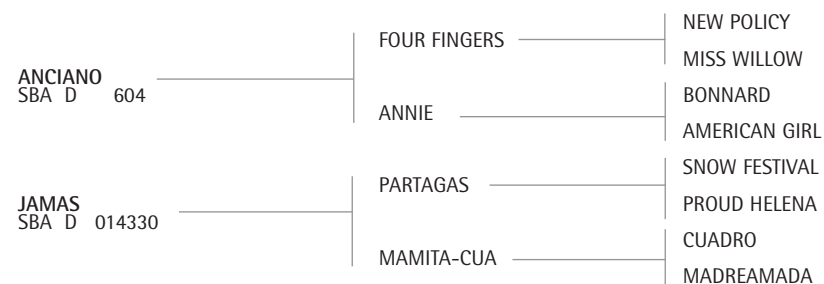 ANCIANO
SBA D 604
FOUR FINGERS
NEW POLICY
MISS WILLOW
ANNIE
BONNARD
AMERICAN GIRL
JAMAS
SBA D 014330
PARTAGAS
SNOW FESTIVAL
PROUD HELENA
MAMITA-CUA
CUADRO
MADREAMADA